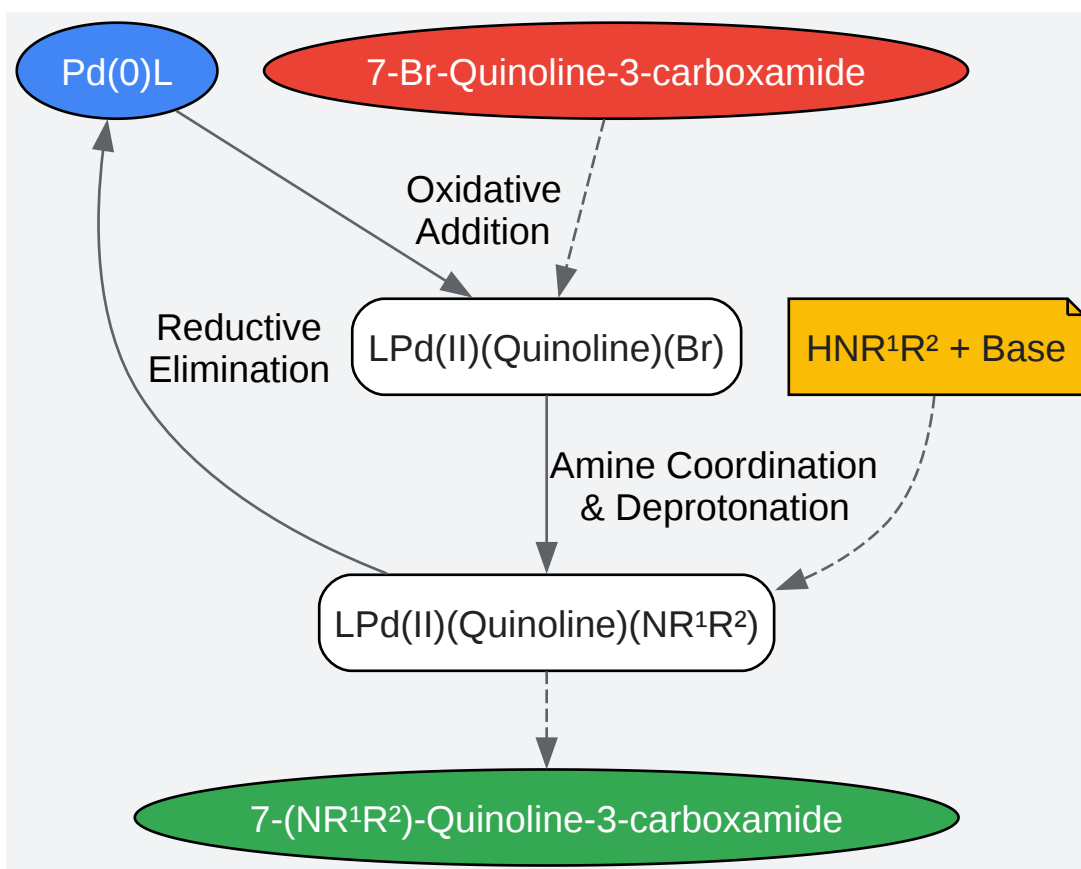 Pd(0)L
7-Br-Quinoline-3-carboxamide
Oxidative
Addition
Reductive
Elimination
LPd(II)(Quinoline)(Br)
HNR¹R² + Base
Amine Coordination
& Deprotonation
LPd(II)(Quinoline)(NR¹R²)
7-(NR¹R²)-Quinoline-3-carboxamide